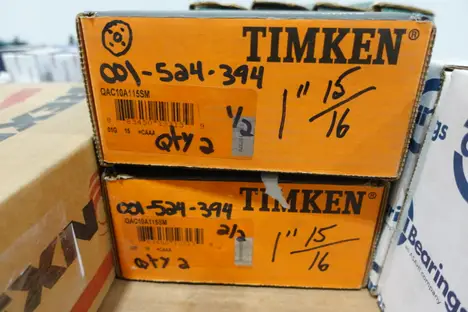 TIMKEN®
001-524-394
QAC10A115SM
1/2
1" 15/16
QTY 2
TIMKEN
001-524-394
QAC10A115SM
2/2
1" 15/16
QTY 2
Bearings